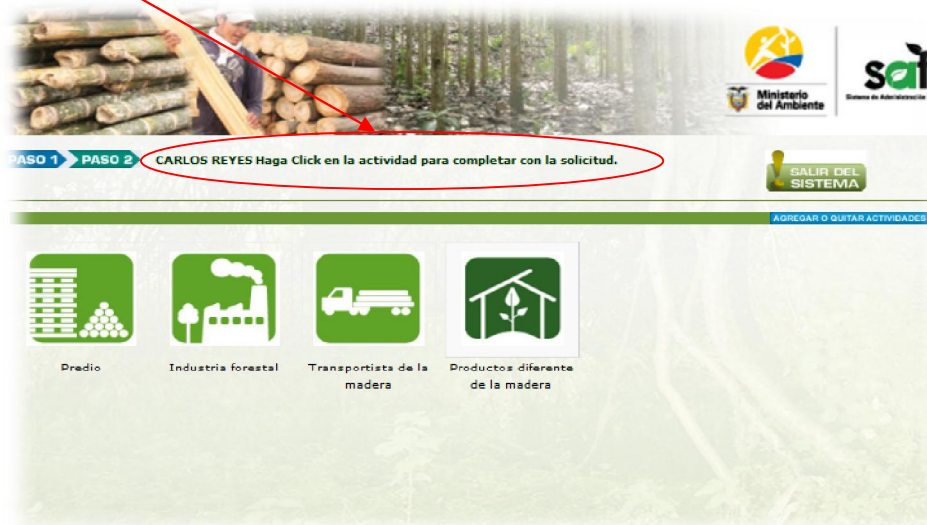 Ministerio
del Ambiente
PASO 1 PASO 2 CARLOS REYES Haga Click en la actividad para completar con la solicitud.
SALIR DEL
SISTEMA
AGREGAR O QUITAR ACTIVIDADES
Predio
Industria forestal
Transportista de la
madera
Productos diferente
de la madera